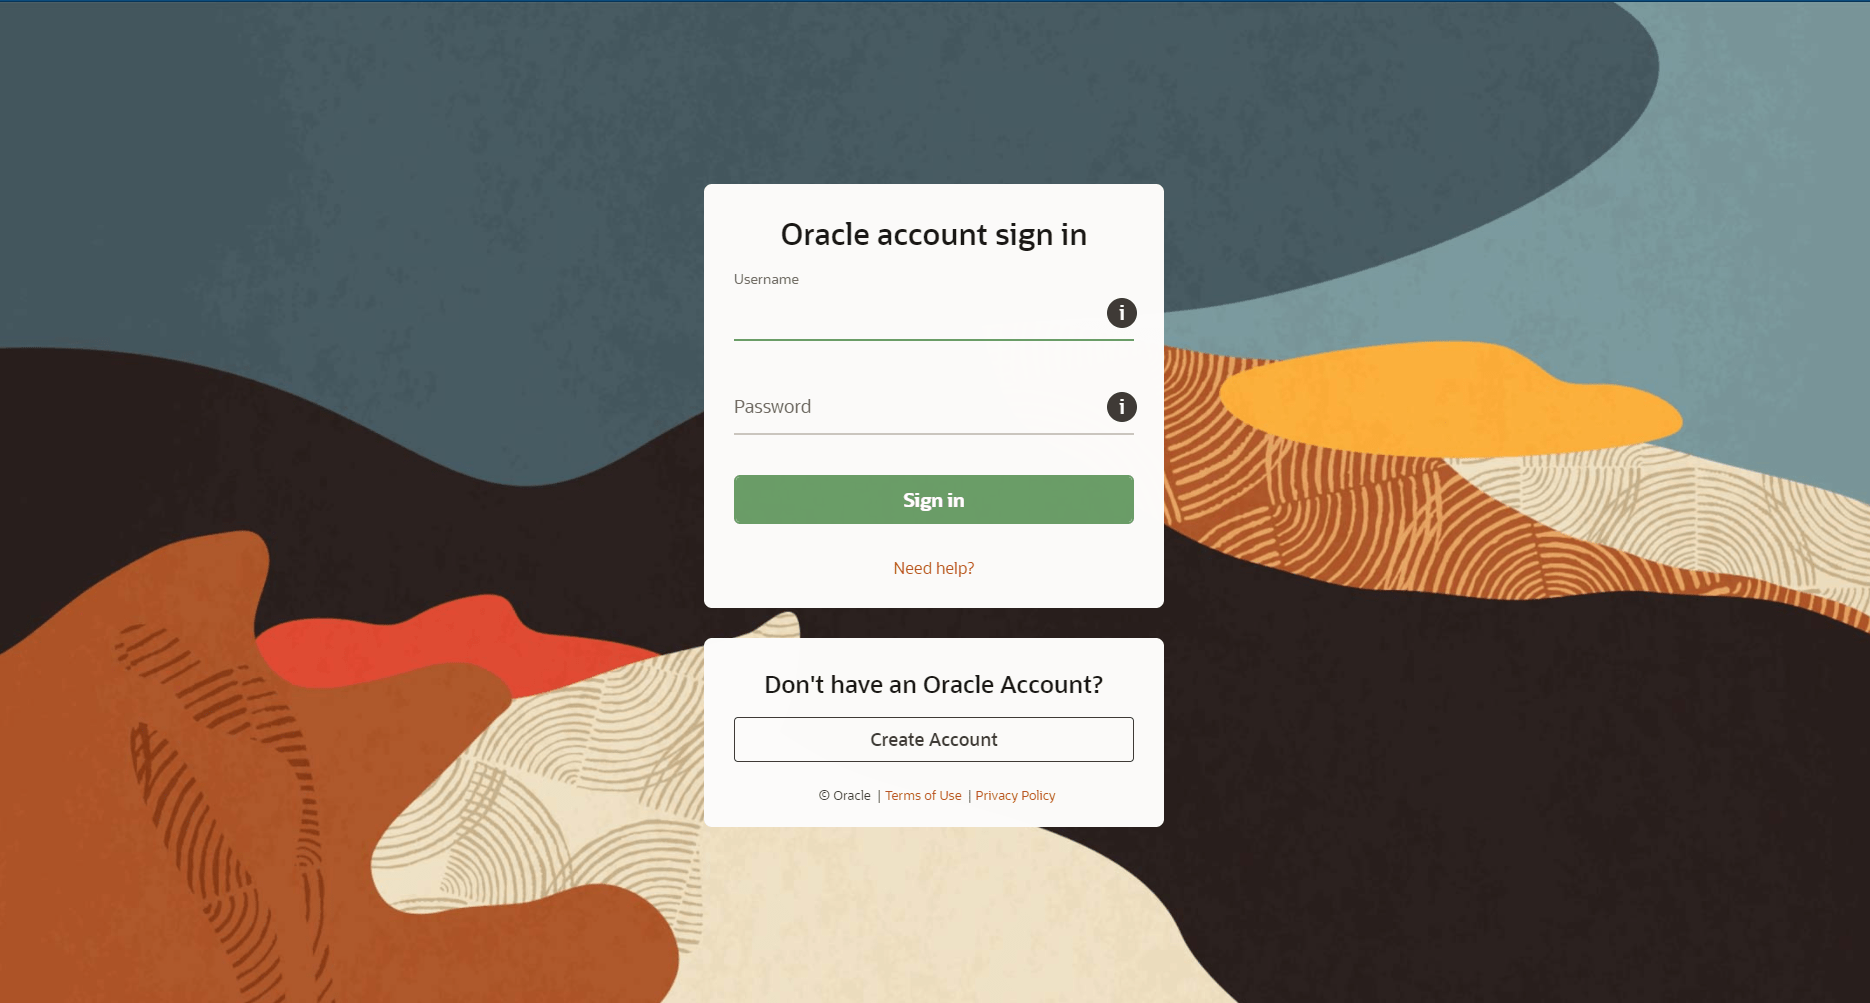 Oracle account sign in
Username
i
Password
i
Sign in
Need help?
Don't have an Oracle Account?
Create Account
© Oracle | Terms of Use | Privacy Policy